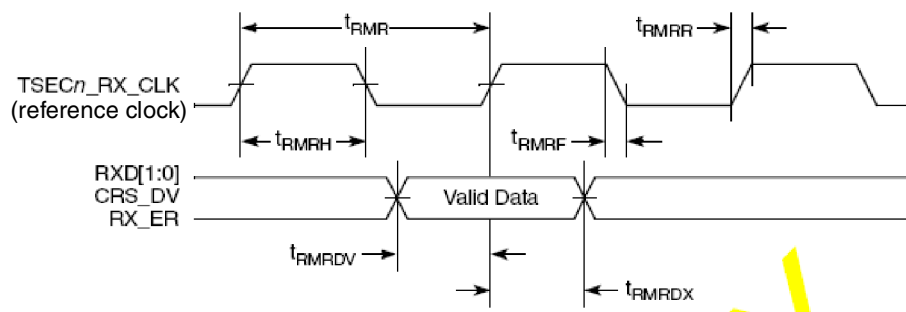 tRMR
tRMRR
TSECn_RX_CLK
(reference clock)
tRMRH
tRMRF
RXD[1:0]
CRS_DV
RX_ER
Valid Data
tRMRDV
tRMRDX